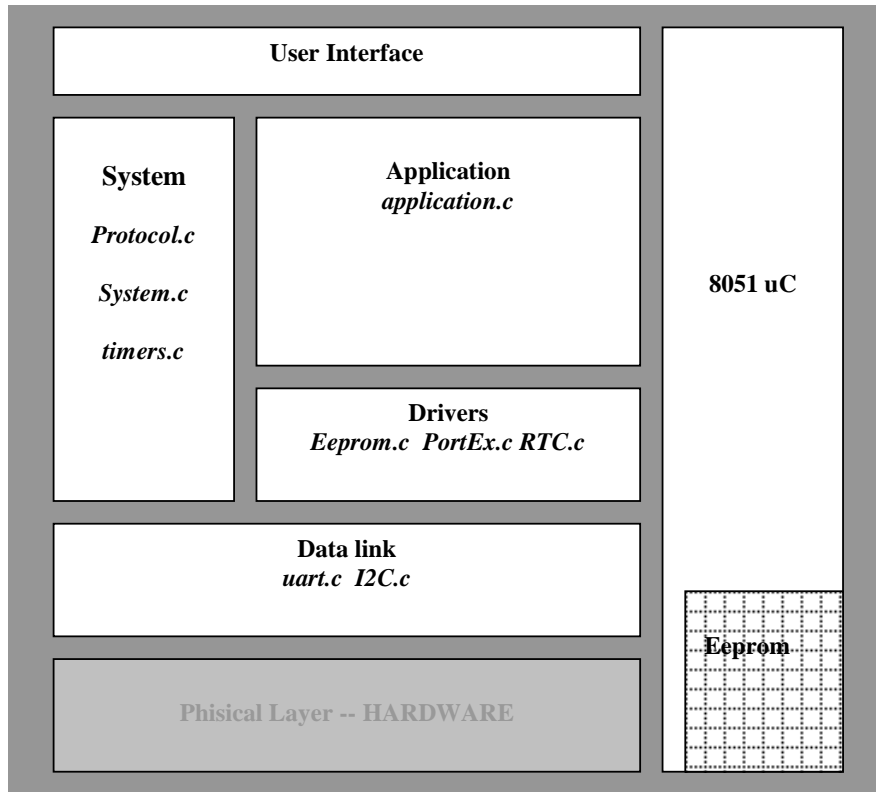 User Interface
System
Protocol.c
System.c
timers.c
Application
application.c
Drivers
Eeprom.c PortEx.c RTC.c
Data link
uart.c I2C.c
Phisical Layer -- HARDWARE
8051 uC
Eeprom